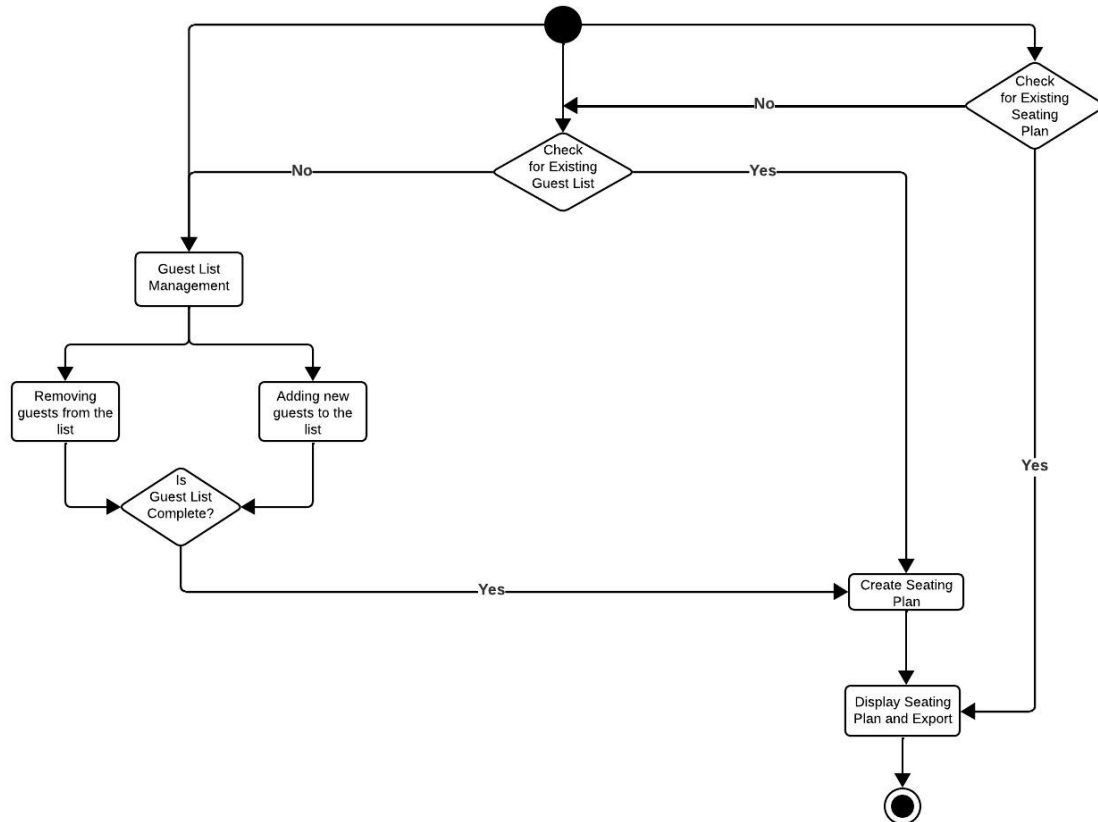 Check
for Existing
Seating
Plan
No
Check
for Existing
Guest List
No
Yes
Guest List
Management
Removing
guests from the
list
Adding new
guests to the
list
Is
Guest List
Complete?
Yes
Yes
Create Seating
Plan
Display Seating
Plan and Export